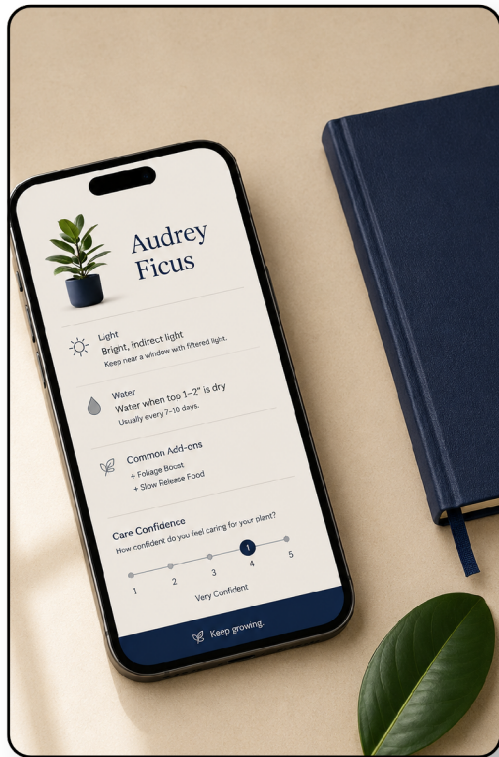 Audrey
Ficus
Light
Bright, indirect light
Keep near a window with filtered light.
Water
Water when top 1–2" is dry
Usually every 7–10 days.
Common Add-ons
+ Foliage Boost
+ Slow Release Food
Care Confidence
How confident do you feel caring for your plant?
1
1 2 3 4 5
Very Confident
Keep growing.